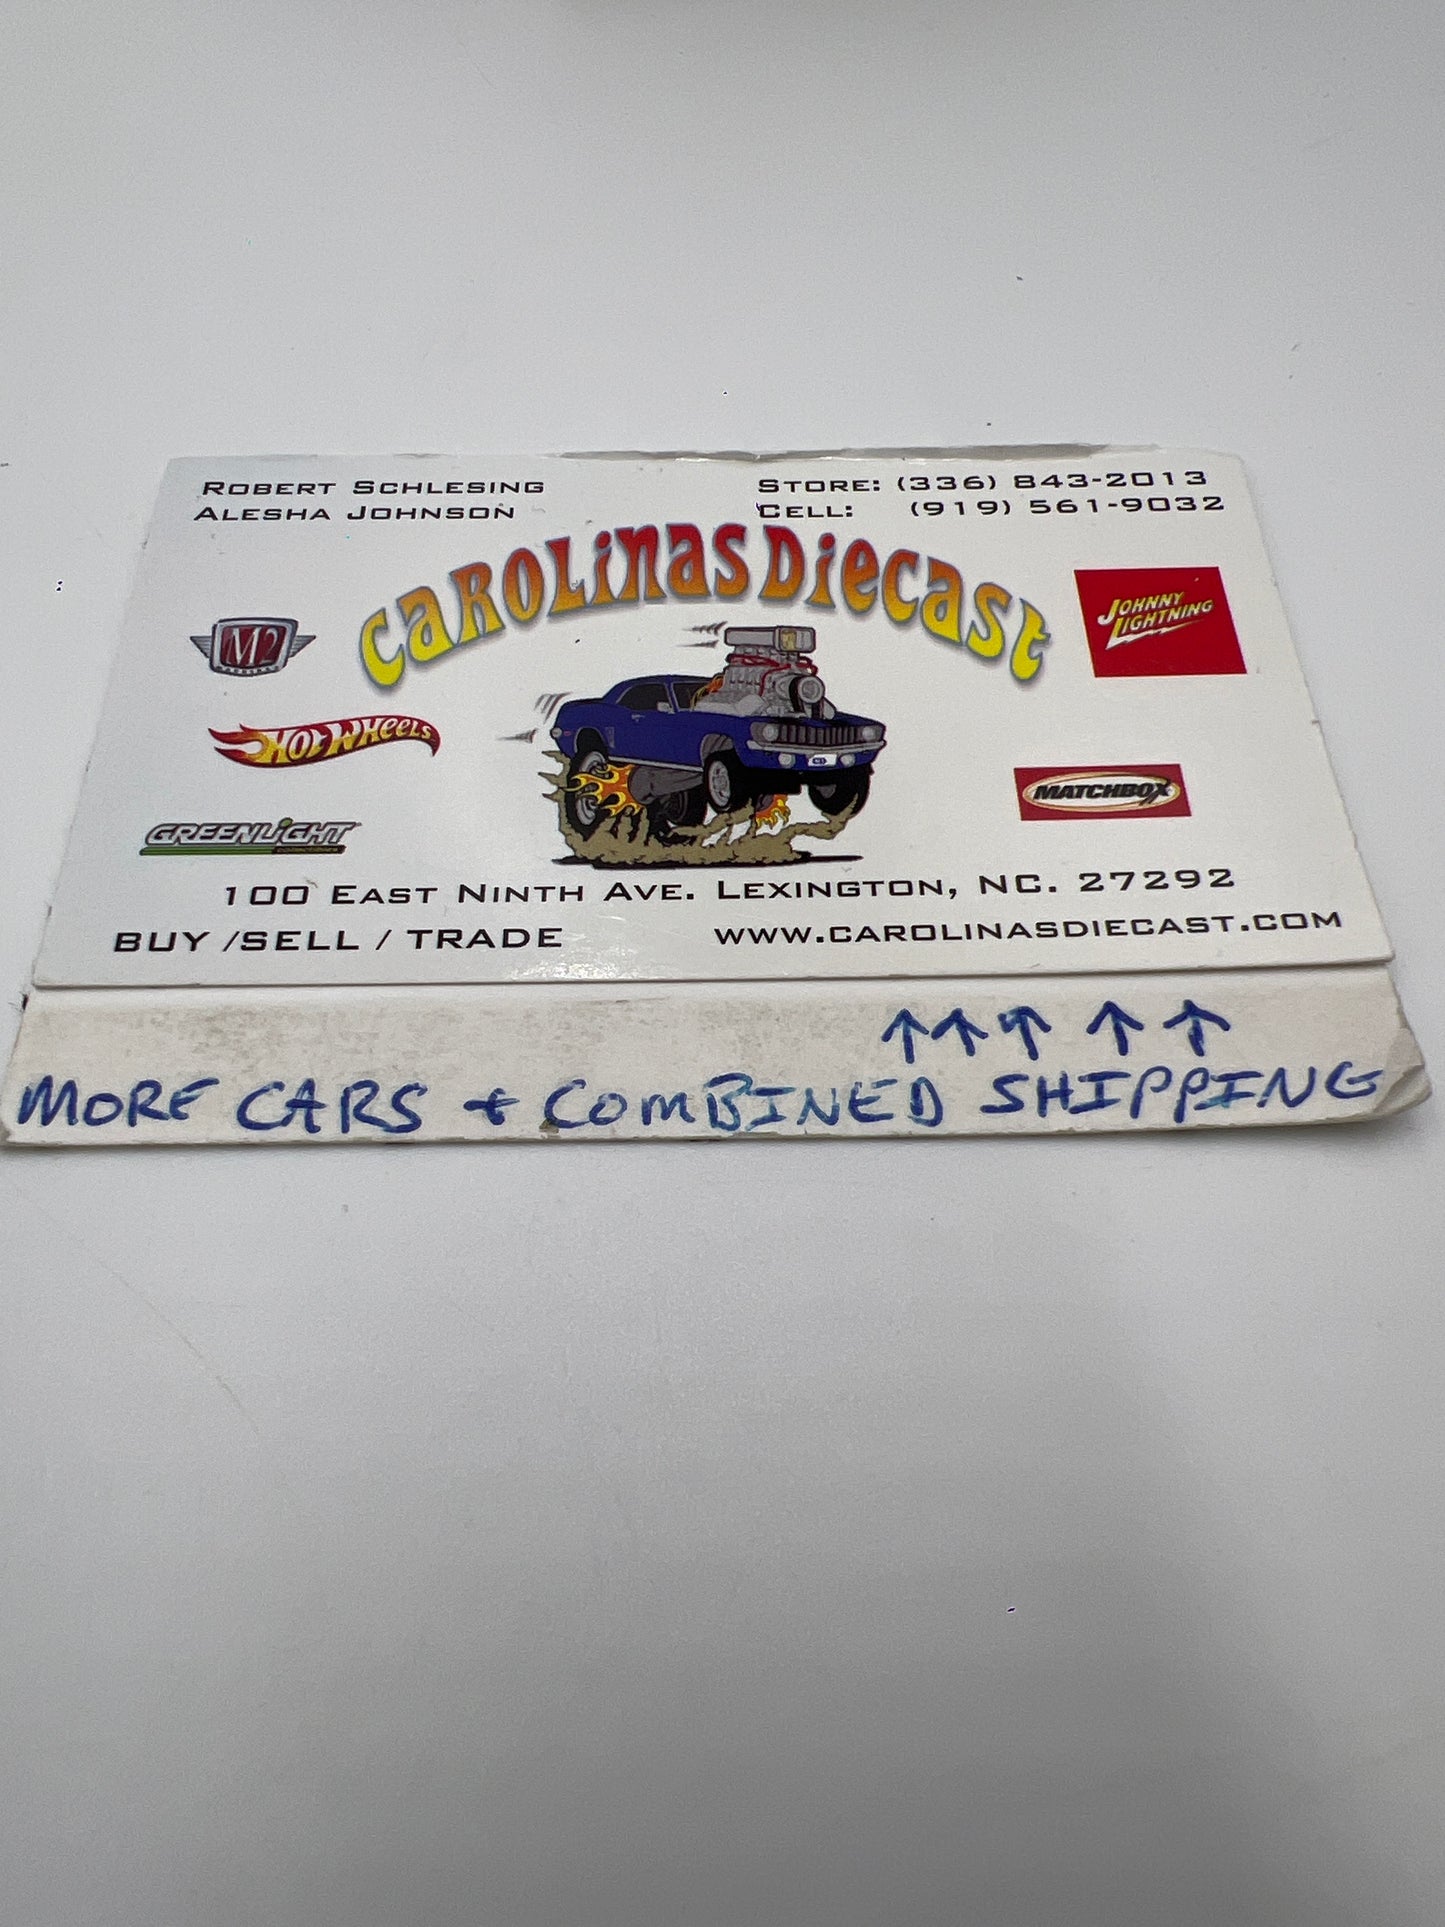 ROBERT SCHLESING
ALESHA JOHNSON
STORE: (336) 843-2013
CELL: (919) 561-9032
CAROLINAS DIECAST
M2
JOHNNY
LIGHTNING
HOT WHEELS
MATCHBOX
GREENLIGHT
100 EAST NINTH AVE. LEXINGTON, NC. 27292
BUY /SELL / TRADE
WWW.CAROLINASDIECAST.COM
↑ ↑ ↑ ↑ ↑
MORE CARS + COMBINED SHIPPING